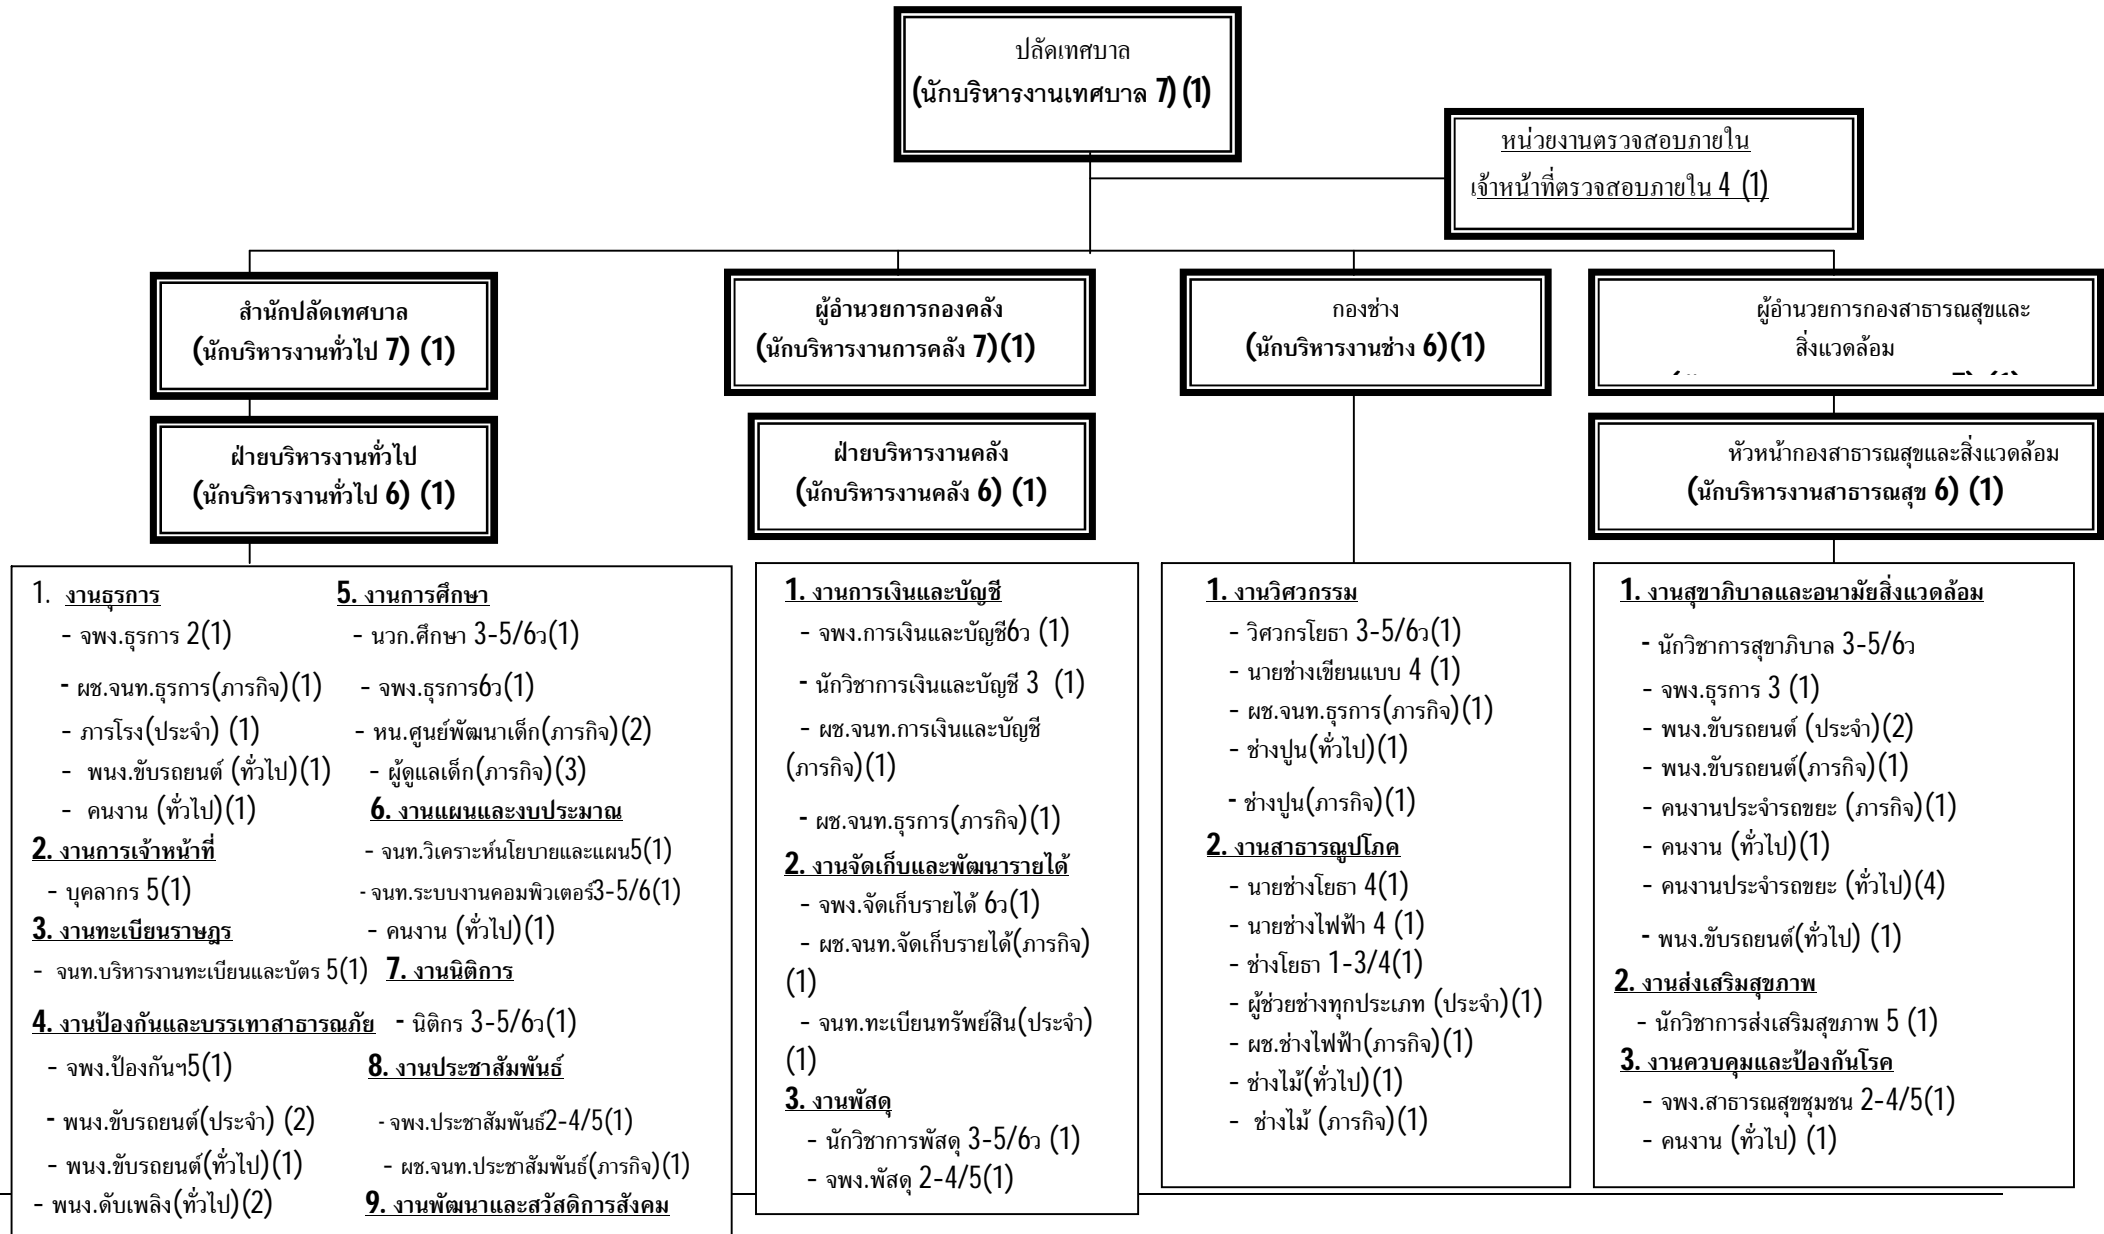 ปลัดเทศบาล
(นักบริหารงานเทศบาล 7) (1)
หน่วยงานตรวจสอบภายใน
เจ้าหน้าที่ตรวจสอบภายใน 4 (1)
สำนักปลัดเทศบาล
(นักบริหารงานทั่วไป 7) (1)
ผู้อำนวยการกองคลัง
(นักบริหารงานการคลัง 7)(1)
กองช่าง
(นักบริหารงานช่าง 6)(1)
ผู้อำนวยการกองสาธารณสุขและ
สิ่งแวดล้อม
ฝ่ายบริหารงานทั่วไป
(นักบริหารงานทั่วไป 6) (1)
ฝ่ายบริหารงานคลัง
(นักบริหารงานคลัง 6) (1)
หัวหน้ากองสาธารณสุขและสิ่งแวดล้อม
(นักบริหารงานสาธารณสุข 6) (1)
1. งานธุรการ
- จพง.ธุรการ 2(1)
- ผช.จนท.ธุรการ(ภารกิจ)(1)
- ภารโรง(ประจำ) (1)
- พนง.ขับรถยนต์ (ทั่วไป)(1)
- คนงาน (ทั่วไป)(1)
2. งานการเจ้าหน้าที่
- บุคลากร 5(1)
3. งานทะเบียนราษฎร
- จนท.บริหารงานทะเบียนและบัตร 5(1)
4. งานป้องกันและบรรเทาสาธารณภัย
- จพง.ป้องกันฯ5(1)
- พนง.ขับรถยนต์(ประจำ) (2)
- พนง.ขับรถยนต์(ทั่วไป)(1)
- พนง.ดับเพลิง(ทั่วไป)(2)
5. งานการศึกษา
- นวก.ศึกษา 3-5/6ว(1)
- จพง.ธุรการ6ว(1)
- หน.ศูนย์พัฒนาเด็ก(ภารกิจ)(2)
- ผู้ดูแลเด็ก(ภารกิจ)(3)
6. งานแผนและงบประมาณ
- จนท.วิเคราะห์นโยบายและแผน5(1)
- จนท.ระบบงานคอมพิวเตอร์3-5/6(1)
- คนงาน (ทั่วไป)(1)
7. งานนิติการ
- นิติกร 3-5/6ว(1)
8. งานประชาสัมพันธ์
- จพง.ประชาสัมพันธ์2-4/5(1)
- ผช.จนท.ประชาสัมพันธ์(ภารกิจ)(1)
9. งานพัฒนาและสวัสดิการสังคม
1. งานการเงินและบัญชี
- จพง.การเงินและบัญชี6ว (1)
- นักวิชาการเงินและบัญชี 3 (1)
- ผช.จนท.การเงินและบัญชี
(ภารกิจ)(1)
- ผช.จนท.ธุรการ(ภารกิจ)(1)
2. งานจัดเก็บและพัฒนารายได้
- จพง.จัดเก็บรายได้ 6ว(1)
- ผช.จนท.จัดเก็บรายได้(ภารกิจ)
(1)
- จนท.ทะเบียนทรัพย์สิน(ประจำ)
(1)
3. งานพัสดุ
- นักวิชาการพัสดุ 3-5/6ว (1)
- จพง.พัสดุ 2-4/5(1)
1. งานวิศวกรรม
- วิศวกรโยธา 3-5/6ว(1)
- นายช่างเขียนแบบ 4 (1)
- ผช.จนท.ธุรการ(ภารกิจ)(1)
- ช่างปูน(ทั่วไป)(1)
- ช่างปูน(ภารกิจ)(1)
2. งานสาธารณูปโภค
- นายช่างโยธา 4(1)
- นายช่างไฟฟ้า 4 (1)
- ช่างโยธา 1-3/4(1)
- ผู้ช่วยช่างทุกประเภท (ประจำ)(1)
- ผช.ช่างไฟฟ้า(ภารกิจ)(1)
- ช่างไม้(ทั่วไป)(1)
- ช่างไม้ (ภารกิจ)(1)
1. งานสุขาภิบาลและอนามัยสิ่งแวดล้อม
- นักวิชาการสุขาภิบาล 3-5/6ว
- จพง.ธุรการ 3 (1)
- พนง.ขับรถยนต์ (ประจำ)(2)
- พนง.ขับรถยนต์(ภารกิจ)(1)
- คนงานประจำรถขยะ (ภารกิจ)(1)
- คนงาน (ทั่วไป)(1)
- คนงานประจำรถขยะ (ทั่วไป)(4)
- พนง.ขับรถยนต์(ทั่วไป) (1)
2. งานส่งเสริมสุขภาพ
- นักวิชาการส่งเสริมสุขภาพ 5 (1)
3. งานควบคุมและป้องกันโรค
- จพง.สาธารณสุขชุมชน 2-4/5(1)
- คนงาน (ทั่วไป) (1)